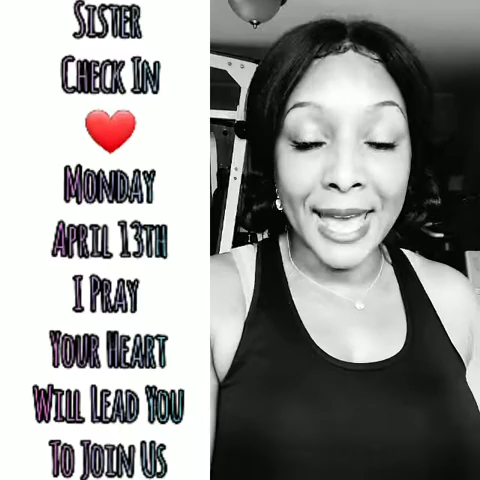 Sister
Check In
❤️
Monday
April 13th
I Pray
Your Heart
Will Lead You
To Join Us